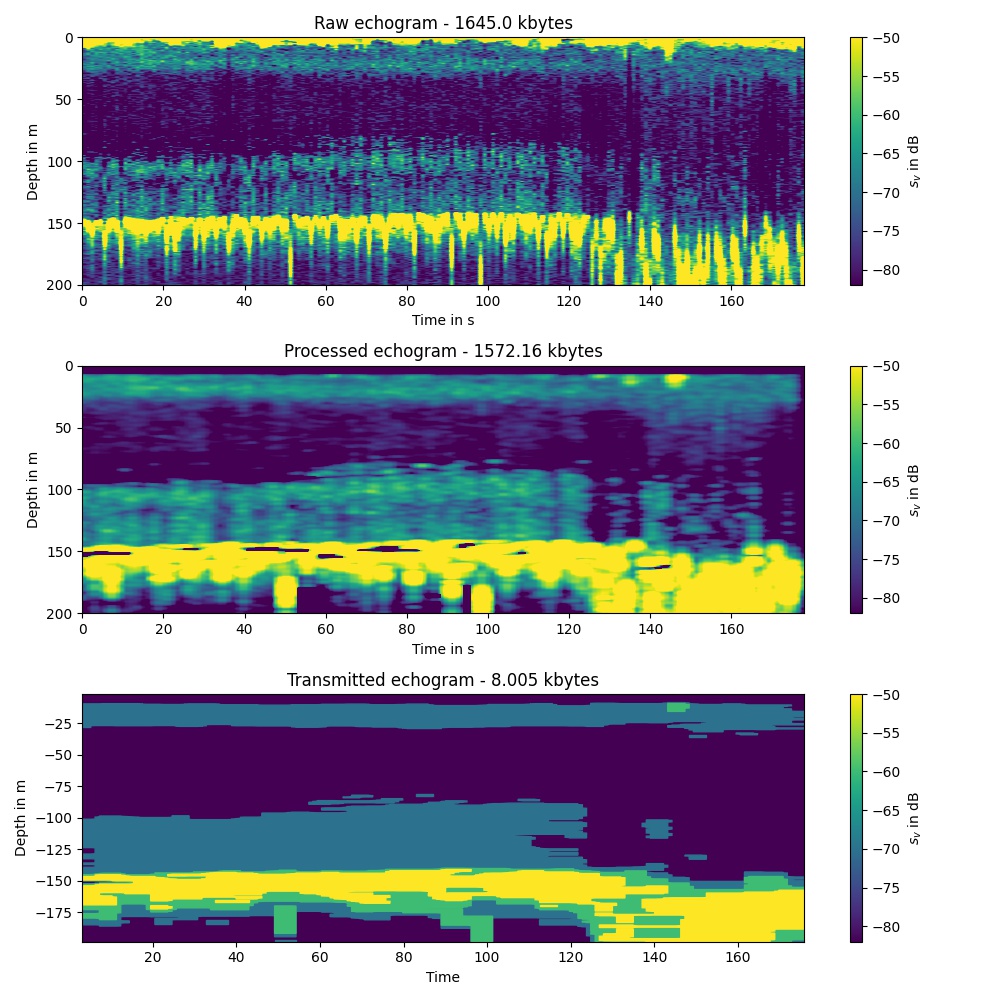 Raw echogram - 1645.0 kbytes
Depth in m
0
50
100
150
200
0 20 40 60 80 100 120 140 160
Time in s
−50
−55
−60
−65
−70
−75
−80
s_v in dB
Processed echogram - 1572.16 kbytes
Depth in m
0
50
100
150
200
0 20 40 60 80 100 120 140 160
Time in s
−50
−55
−60
−65
−70
−75
−80
s_v in dB
Transmitted echogram - 8.005 kbytes
Depth in m
−25
−50
−75
−100
−125
−150
−175
20 40 60 80 100 120 140 160
Time
−50
−55
−60
−65
−70
−75
−80
s_v in dB